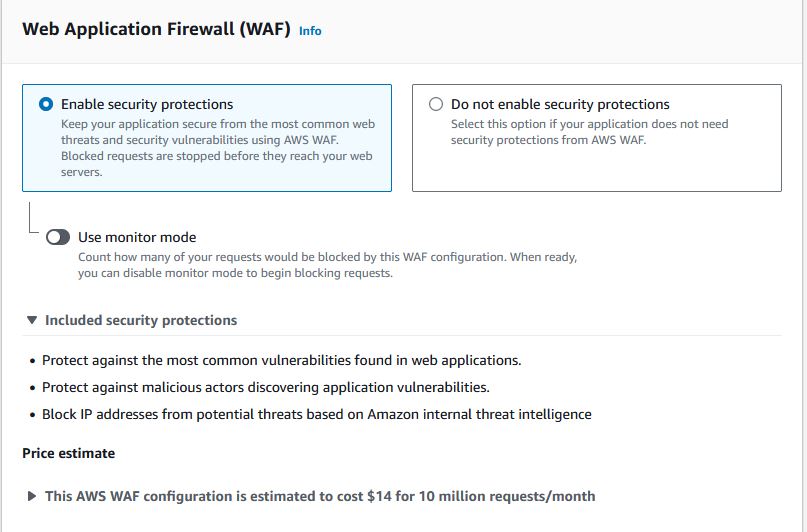 Web Application Firewall (WAF) Info
Enable security protections
Keep your application secure from the most common web
threats and security vulnerabilities using AWS WAF.
Blocked requests are stopped before they reach your web
servers.
Do not enable security protections
Select this option if your application does not need
security protections from AWS WAF.
Use monitor mode
Count how many of your requests would be blocked by this WAF configuration. When ready,
you can disable monitor mode to begin blocking requests.
Included security protections
• Protect against the most common vulnerabilities found in web applications.
• Protect against malicious actors discovering application vulnerabilities.
• Block IP addresses from potential threats based on Amazon internal threat intelligence
Price estimate
This AWS WAF configuration is estimated to cost $14 for 10 million requests/month